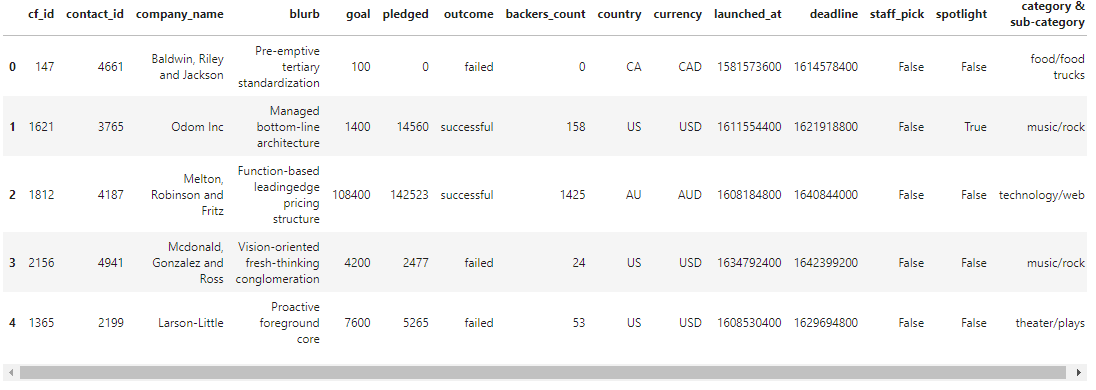 cf_id contact_id company_name blurb goal pledged outcome backers_count country currency launched_at deadline staff_pick spotlight category & sub-category
0 147 4661 Baldwin, Riley and Jackson Pre-emptive tertiary standardization 100 0 failed 0 CA CAD 1581573600 1614578400 False False food/food trucks
1 1621 3765 Odom Inc Managed bottom-line architecture 1400 14560 successful 158 US USD 1611554400 1621918800 False True music/rock
2 1812 4187 Melton, Robinson and Fritz Function-based leadingedge pricing structure 108400 142523 successful 1425 AU AUD 1608184800 1640844000 False False technology/web
3 2156 4941 Mcdonald, Gonzalez and Ross Vision-oriented fresh-thinking conglomeration 4200 2477 failed 24 US USD 1634792400 1642399200 False False music/rock
4 1365 2199 Larson-Little Proactive foreground core 7600 5265 failed 53 US USD 1608530400 1629694800 False False theater/plays